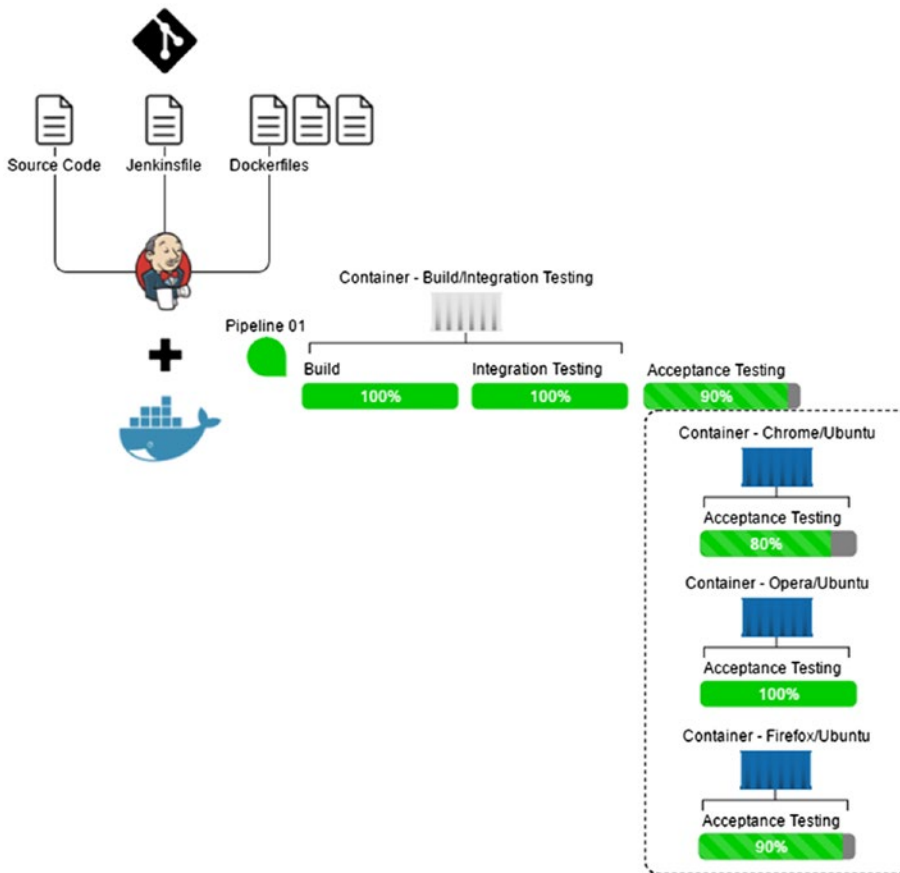 Source Code
Jenkinsfile
Dockerfiles
Container - Build/Integration Testing
Pipeline 01
Build
Integration Testing
Acceptance Testing
100%
100%
90%
Container - Chrome/Ubuntu
Acceptance Testing
80%
Container - Opera/Ubuntu
Acceptance Testing
100%
Container - Firefox/Ubuntu
Acceptance Testing
90%